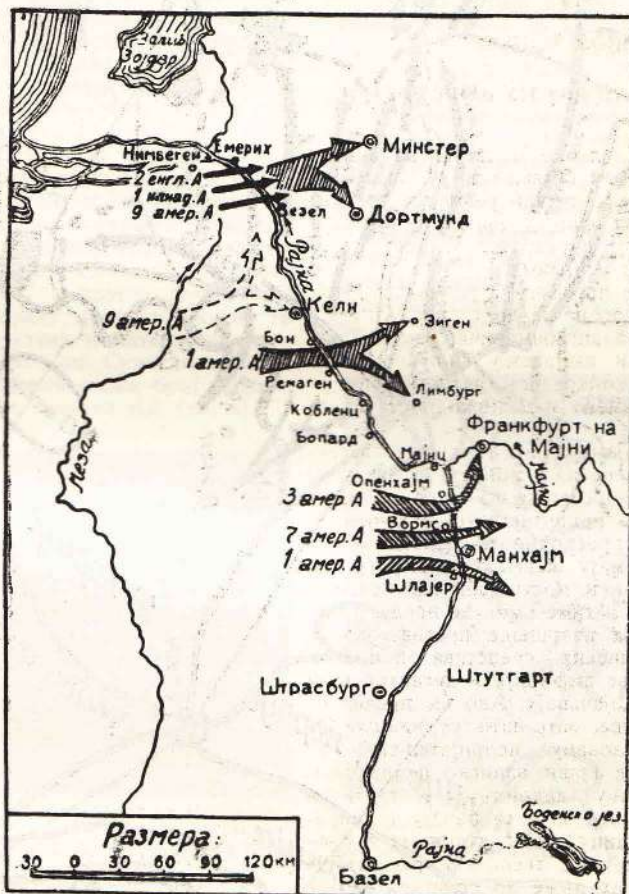 Залив
Зојдер
Нимвеген
Емерих
Минстер
2 енгл. А
1 канад. А
9 амер. А
Везел
Дортмунд
Рајна
Келн
9 амер. А
Бон
Зиген
1 амер. А
Ремаген
Лимбург
Кобленц
Бопард
Франкфурт на
Мајни
Мајнц
Мајна
Меза
Опенхајм
3 амер. А
Вормс
7 амер. А
Манхајм
1 амер. А
Шлајер
Штутгарт
Штрасбург
Размера:
30 0 30 60 90 120 км
Боденско јез.
Рајна
Базел